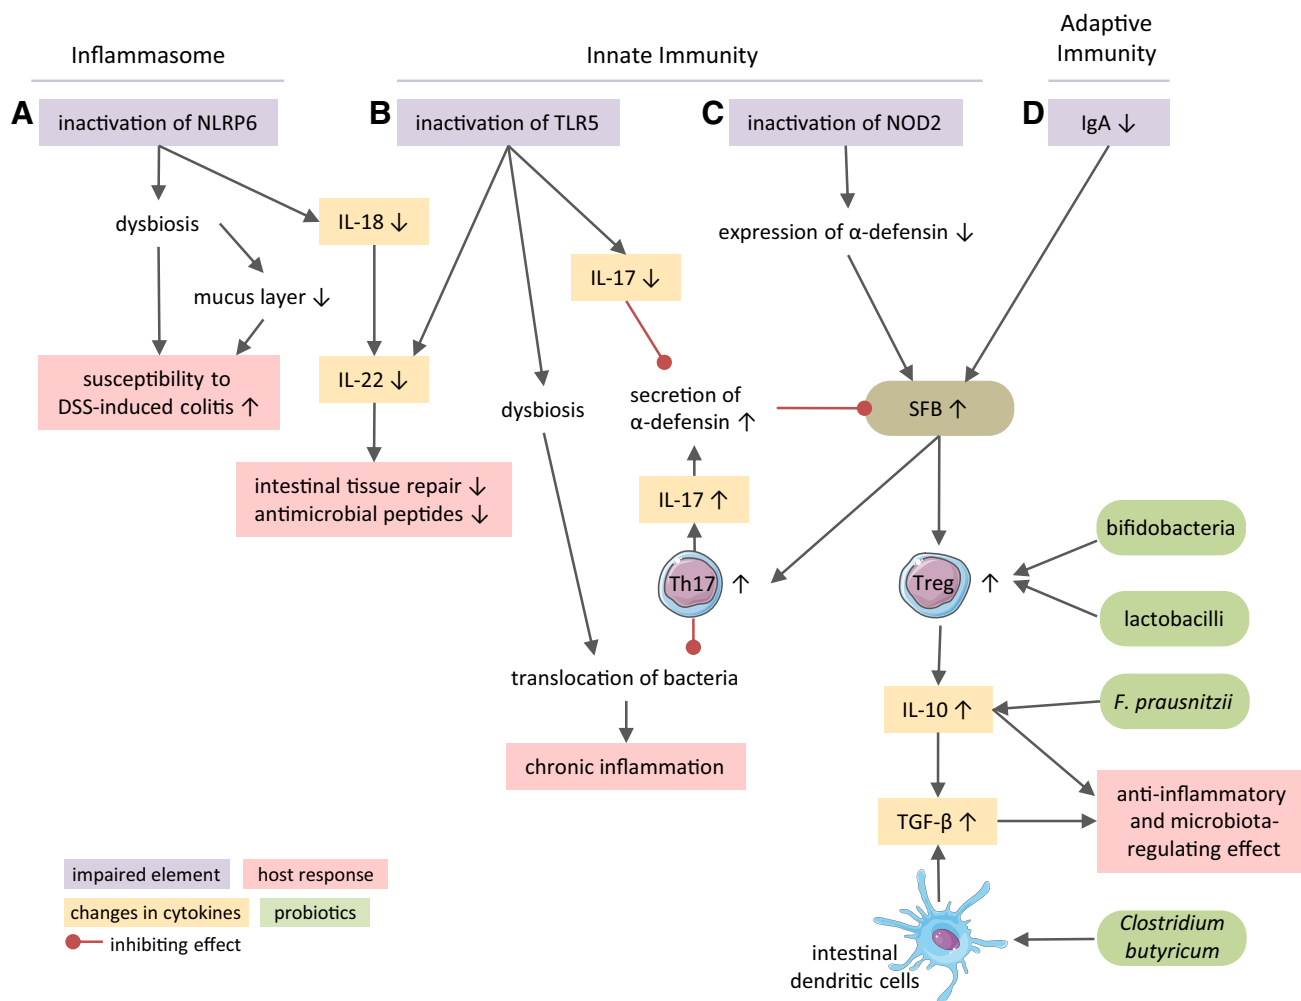 Inflammasome
Innate Immunity
Adaptive
Immunity
A
inactivation of NLRP6
B
inactivation of TLR5
C
inactivation of NOD2
D
IgA ↓
dysbiosis
IL-18 ↓
expression of α-defensin ↓
mucus layer ↓
IL-17 ↓
susceptibility to
DSS-induced colitis ↑
IL-22 ↓
dysbiosis
secretion of
α-defensin ↑
SFB ↑
intestinal tissue repair ↓
antimicrobial peptides ↓
IL-17 ↑
bifidobacteria
Th17 ↑
Treg ↑
lactobacilli
translocation of bacteria
IL-10 ↑
F. prausnitzii
chronic inflammation
TGF-β ↑
anti-inflammatory
and microbiota-
regulating effect
impaired element
host response
changes in cytokines
probiotics
inhibiting effect
intestinal
dendritic cells
Clostridium
butyricum